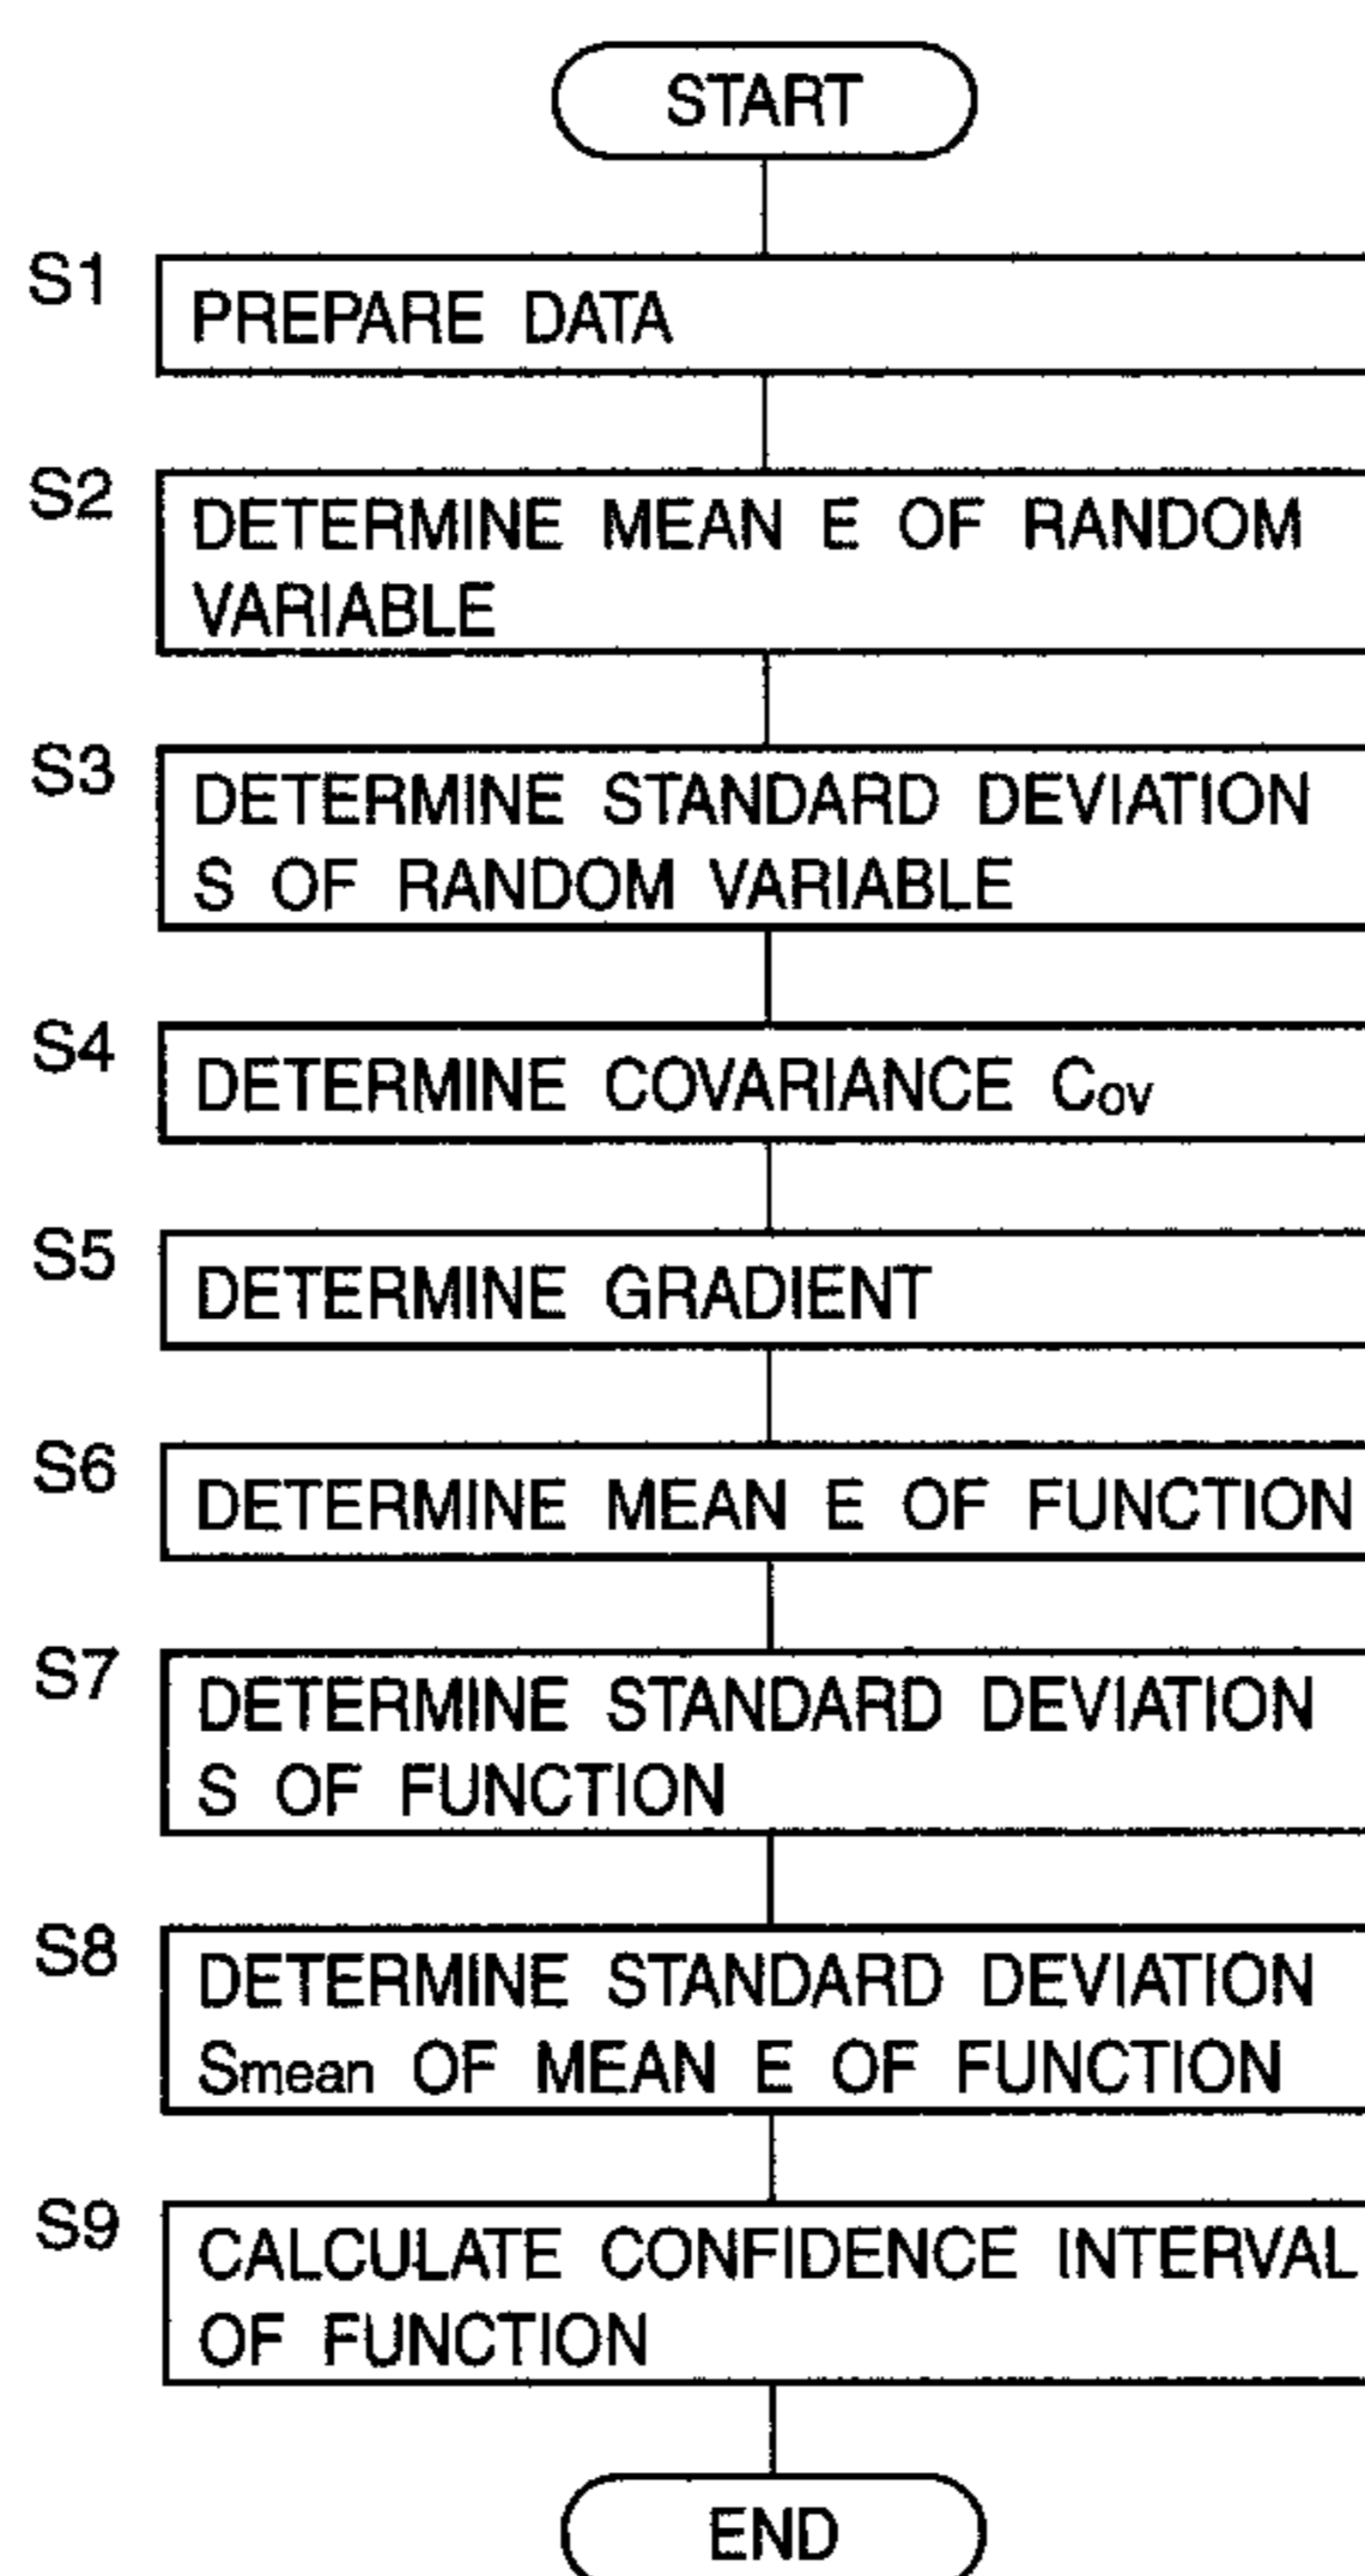 START
S1
PREPARE DATA
S2
DETERMINE MEAN E OF RANDOM
VARIABLE
S3
DETERMINE STANDARD DEVIATION
S OF RANDOM VARIABLE
S4
DETERMINE COVARIANCE Cov
S5
DETERMINE GRADIENT
S6
DETERMINE MEAN E OF FUNCTION
S7
DETERMINE STANDARD DEVIATION
S OF FUNCTION
S8
DETERMINE STANDARD DEVIATION
Smean OF MEAN E OF FUNCTION
S9
CALCULATE CONFIDENCE INTERVAL
OF FUNCTION
END